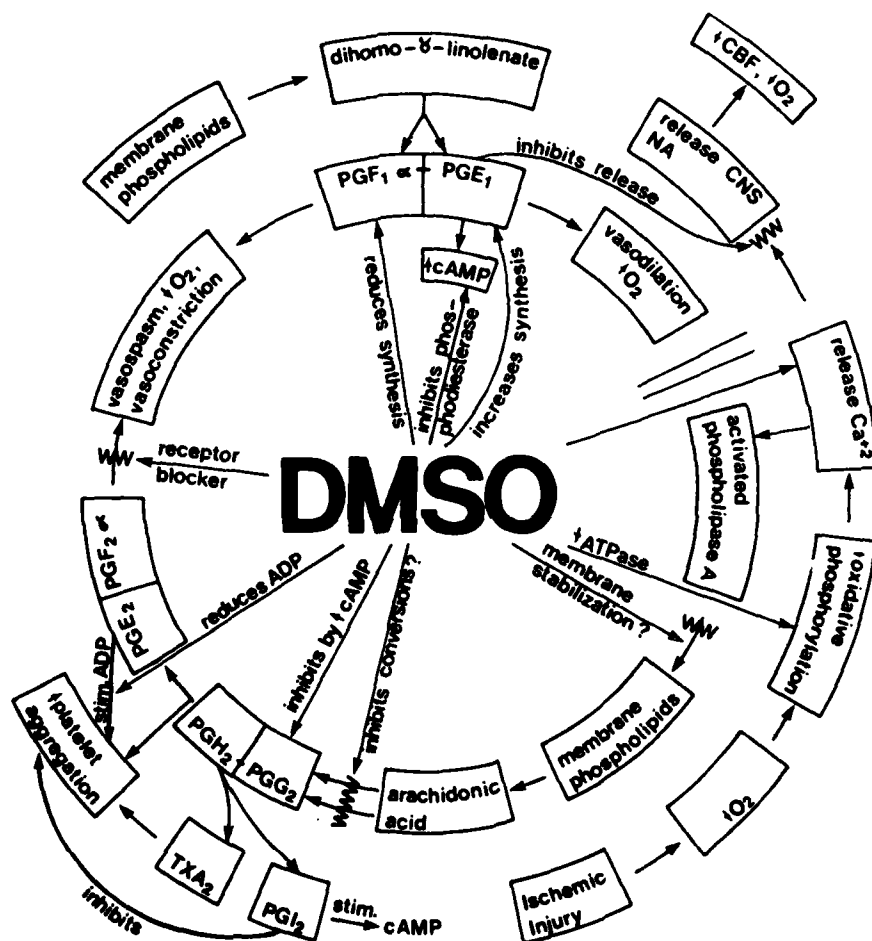 dihomo-ɣ-linolenate
membrane
phospholipids
PGF₁ α
PGE₁
inhibits release
release CNS
NA
CBF, O₂
vasodilation
O₂
↑cAMP
reduces synthesis
inhibits phos-
phodiesterase
increases synthesis
vasospasm, O₂,
vasoconstriction
receptor
blocker
DMSO
release Ca⁺²
activated
phospholipase A
ATPase
membrane
stabilization ?
oxidative
phosphorylation
PGF₂ α
PGE₂
reduces ADP
stim. ADP
inhibits by ↑cAMP
inhibits conversions?
platelet
aggregation
PGH₂
PGG₂
arachidonic
acid
membrane
phospholipids
O₂
Ischemic
Injury
TXA₂
PGI₂
stim.
cAMP
inhibits